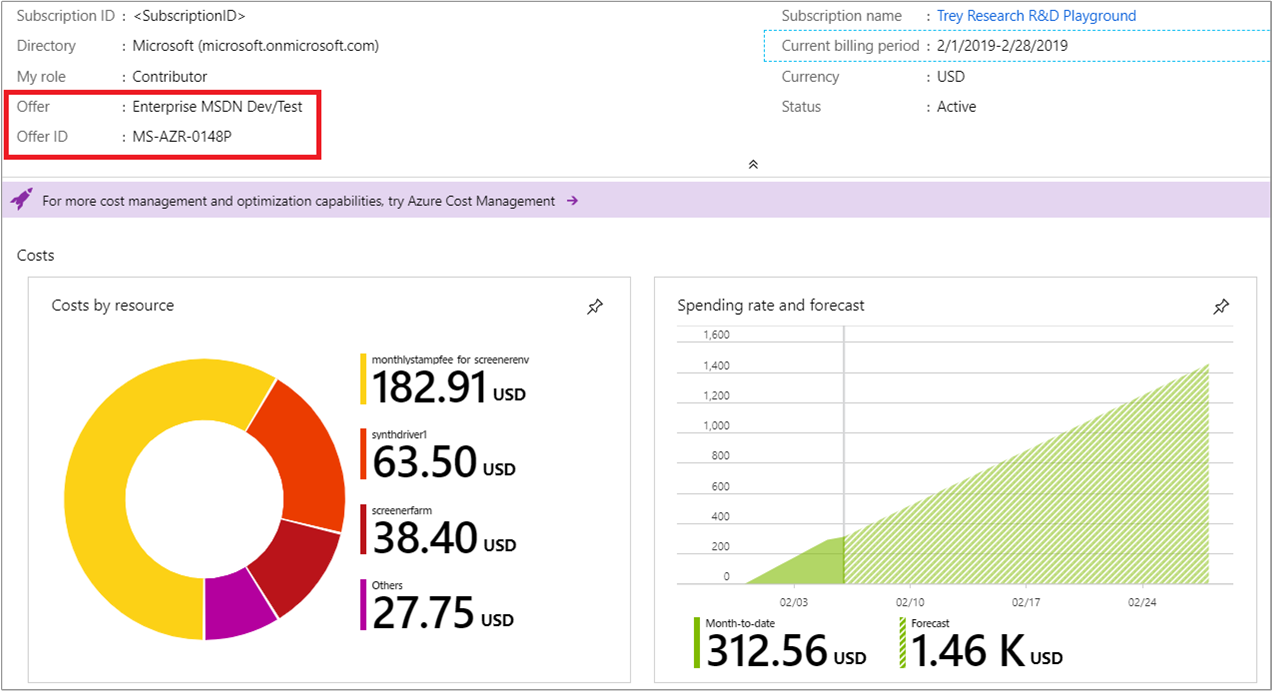 Subscription ID : <SubscriptionID>
Directory : Microsoft (microsoft.onmicrosoft.com)
My role : Contributor
Offer : Enterprise MSDN Dev/Test
Offer ID : MS-AZR-0148P
Subscription name : Trey Research R&D Playground
Current billing period : 2/1/2019-2/28/2019
Currency : USD
Status : Active
For more cost management and optimization capabilities, try Azure Cost Management →
Costs
Costs by resource
monthlystampfee for screenerenv
182.91 USD
synthdriver1
63.50 USD
screenerfarm
38.40 USD
Others
27.75 USD
Spending rate and forecast
1,600
1,400
1,200
1,000
800
600
400
200
0
02/03 02/10 02/17 02/24
Month-to-date
312.56 USD
Forecast
1.46 K USD